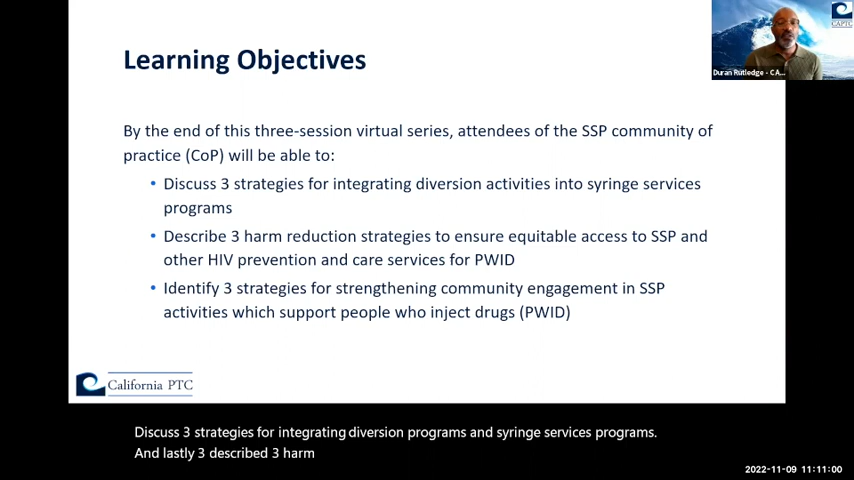 Learning Objectives
By the end of this three-session virtual series, attendees of the SSP community of
practice (CoP) will be able to:
• Discuss 3 strategies for integrating diversion activities into syringe services
programs
• Describe 3 harm reduction strategies to ensure equitable access to SSP and
other HIV prevention and care services for PWID
• Identify 3 strategies for strengthening community engagement in SSP
activities which support people who inject drugs (PWID)
California PTC
CAPTC
Duran Rutledge - CA...
Discuss 3 strategies for integrating diversion programs and syringe services programs.
And lastly 3 described 3 harm
2022-11-09 11:11:00